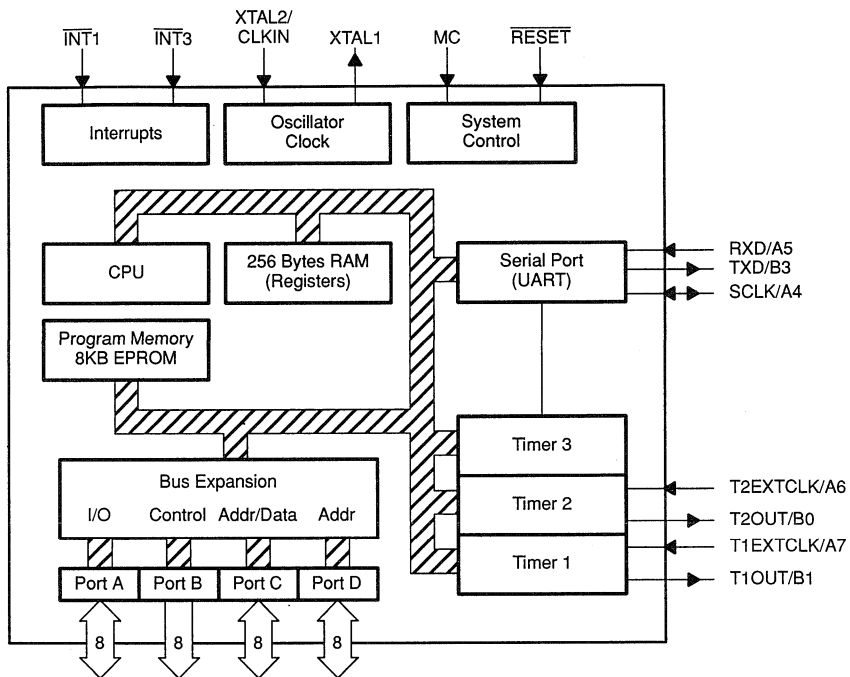 XTAL2/
INT1 INT3 CLKIN XTAL1 MC RESET
Interrupts
Oscillator
Clock
System
Control
CPU
256 Bytes RAM
(Registers)
Serial Port
(UART)
RXD/A5
TXD/B3
SCLK/A4
Program Memory
8KB EPROM
Timer 3
Bus Expansion
I/O Control Addr/Data Addr
Timer 2
T2EXTCLK/A6
T2OUT/B0
T1EXTCLK/A7
Timer 1
T1OUT/B1
Port A Port B Port C Port D
8 8 8 8